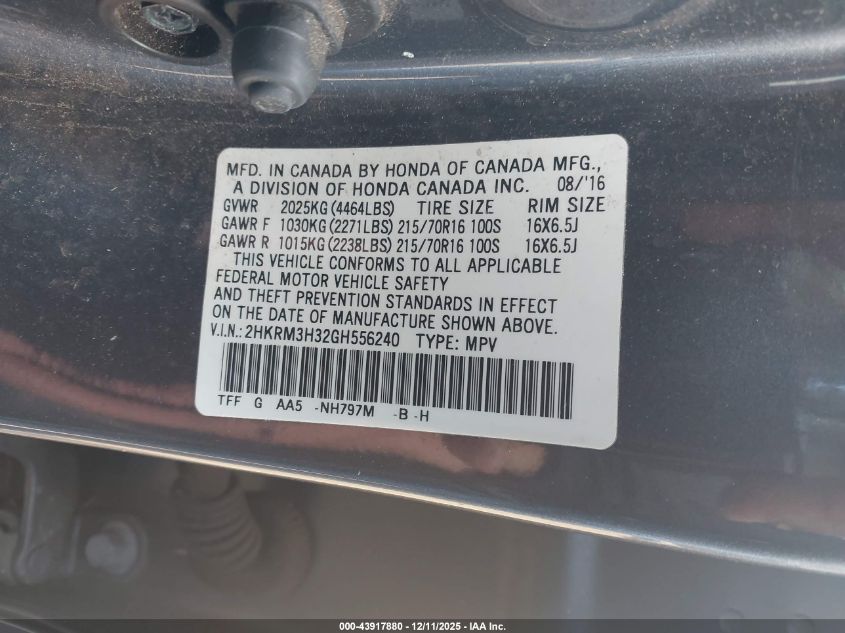 MFD. IN CANADA BY HONDA OF CANADA MFG.,
A DIVISION OF HONDA CANADA INC. 08/'16
GVWR 2025KG (4464LBS) TIRE SIZE RIM SIZE
GAWR F 1030KG (2271LBS) 215/70R16 100S 16X6.5J
GAWR R 1015KG (2238LBS) 215/70R16 100S 16X6.5J
THIS VEHICLE CONFORMS TO ALL APPLICABLE
FEDERAL MOTOR VEHICLE SAFETY
AND THEFT PREVENTION STANDARDS IN EFFECT
ON THE DATE OF MANUFACTURE SHOWN ABOVE.
V.I.N.: 2HKRM3H32GH556240 TYPE: MPV
TFF G AA5 -NH797M -B -H
000-43917880 - 12/11/2025 - IAA Inc.